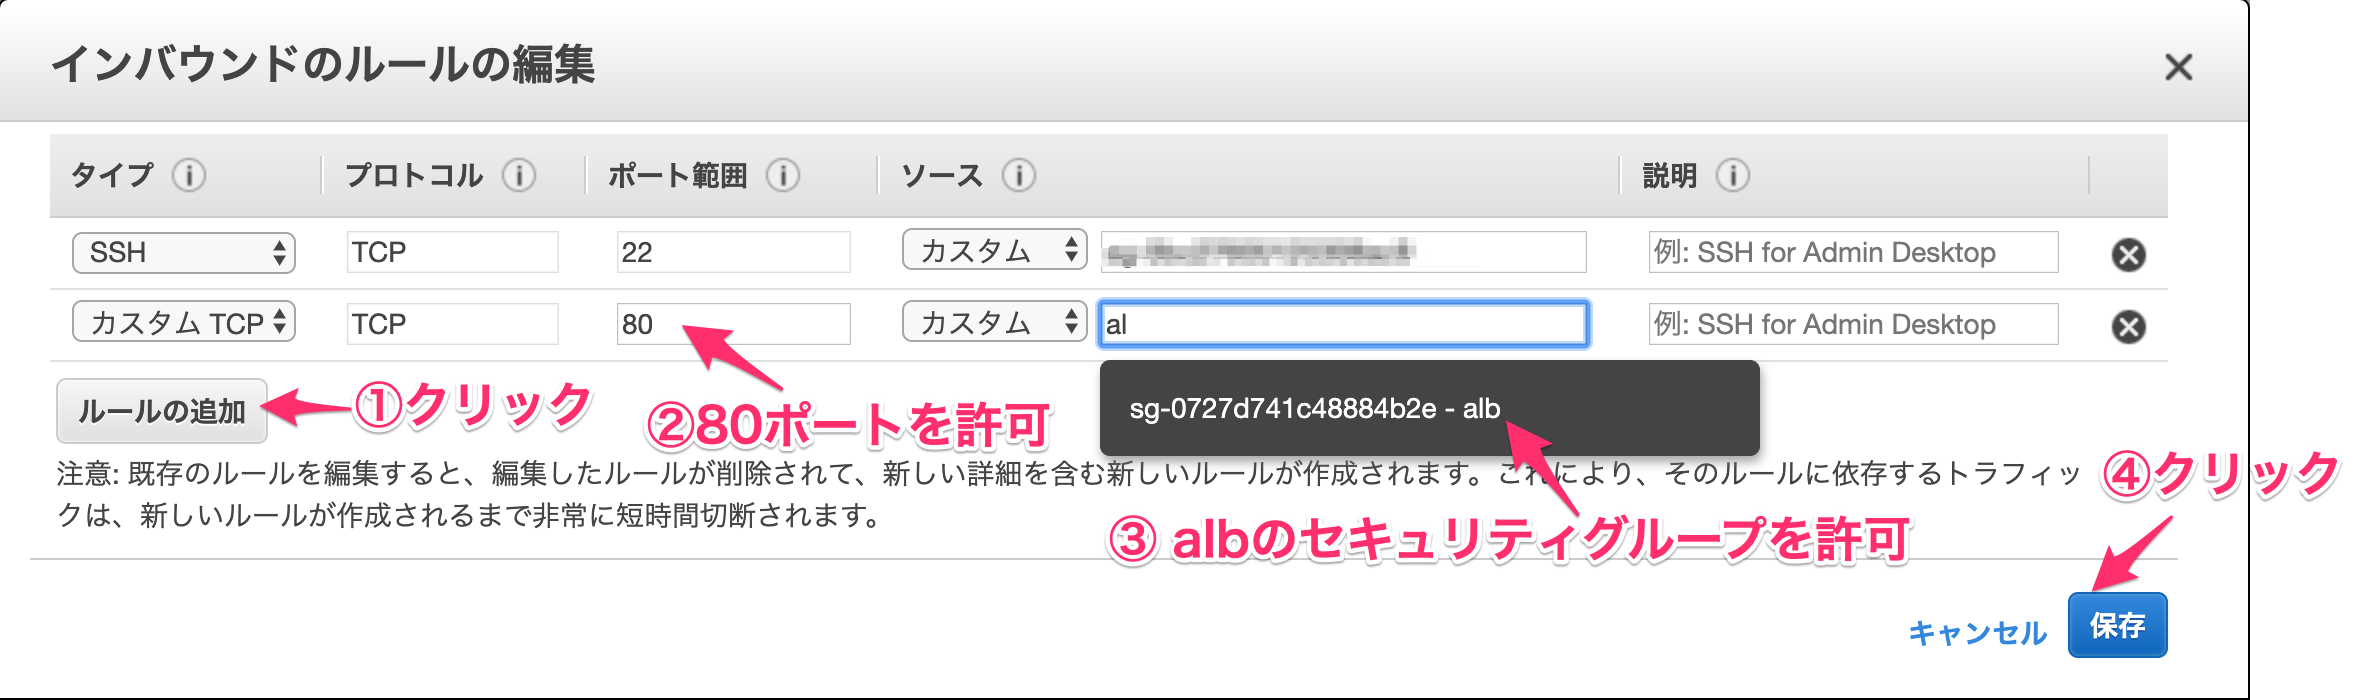 インバウンドのルールの編集
タイプ プロトコル ポート範囲 ソース 説明
SSH TCP 22 カスタム 例: SSH for Admin Desktop
カスタム TCP TCP 80 カスタム al 例: SSH for Admin Desktop
ルールの追加 ①クリック ②80ポートを許可 sg-0727d741c48884b2e - alb
注意: 既存のルールを編集すると、編集したルールが削除されて、新しい詳細を含む新しいルールが作成されます。これにより、そのルールに依存するトラフィッ
クは、新しいルールが作成されるまで非常に短時間切断されます。
④クリック
③ albのセキュリティグループを許可
キャンセル 保存